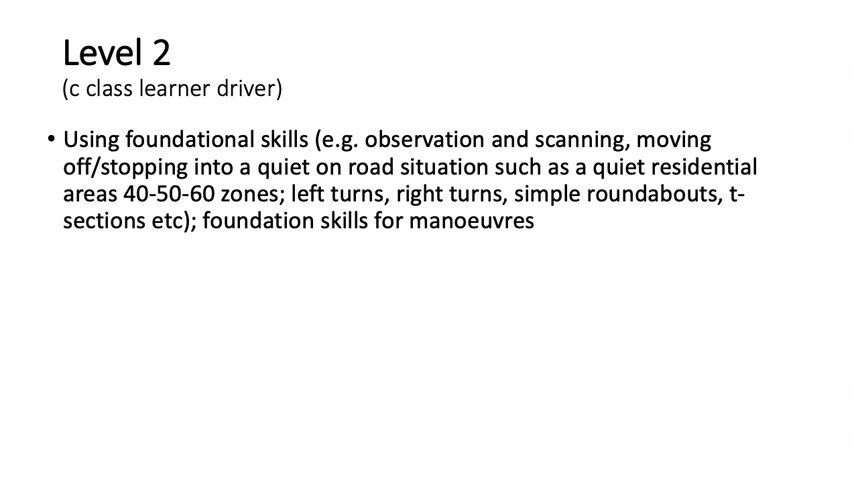 Level 2
(c class learner driver)
• Using foundational skills (e.g. observation and scanning, moving
off/stopping into a quiet on road situation such as a quiet residential
areas 40-50-60 zones; left turns, right turns, simple roundabouts, t-
sections etc); foundation skills for manoeuvres